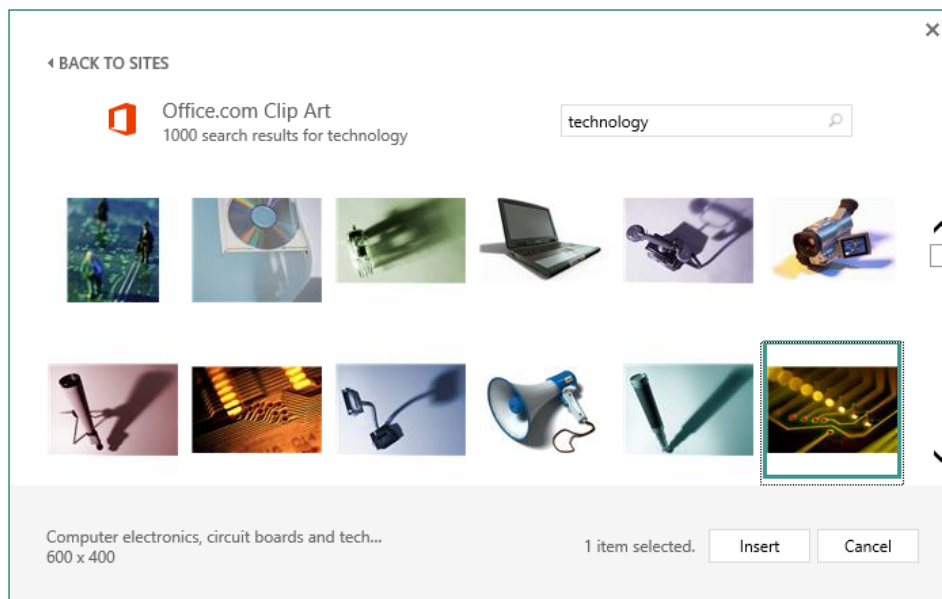 BACK TO SITES
Office.com Clip Art
1000 search results for technology
technology
Computer electronics, circuit boards and tech...
600 x 400
1 item selected.
Insert
Cancel